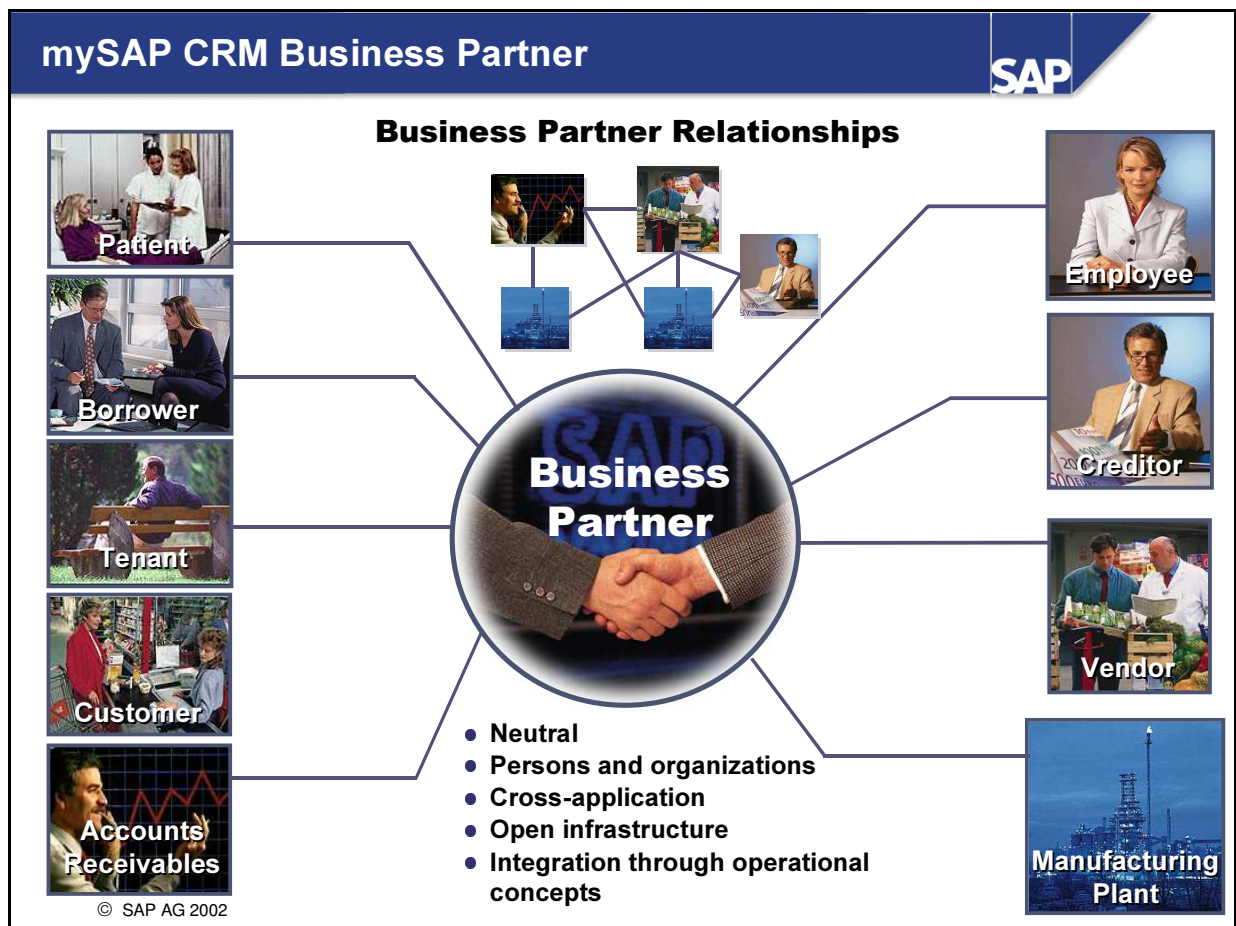 mySAP CRM Business Partner
SAP
Business Partner Relationships
Patient
Borrower
Tenant
Customer
Accounts
Receivables
Business
Partner
Employee
Creditor
Vendor
Manufacturing
Plant
• Neutral
• Persons and organizations
• Cross-application
• Open infrastructure
• Integration through operational
concepts
© SAP AG 2002